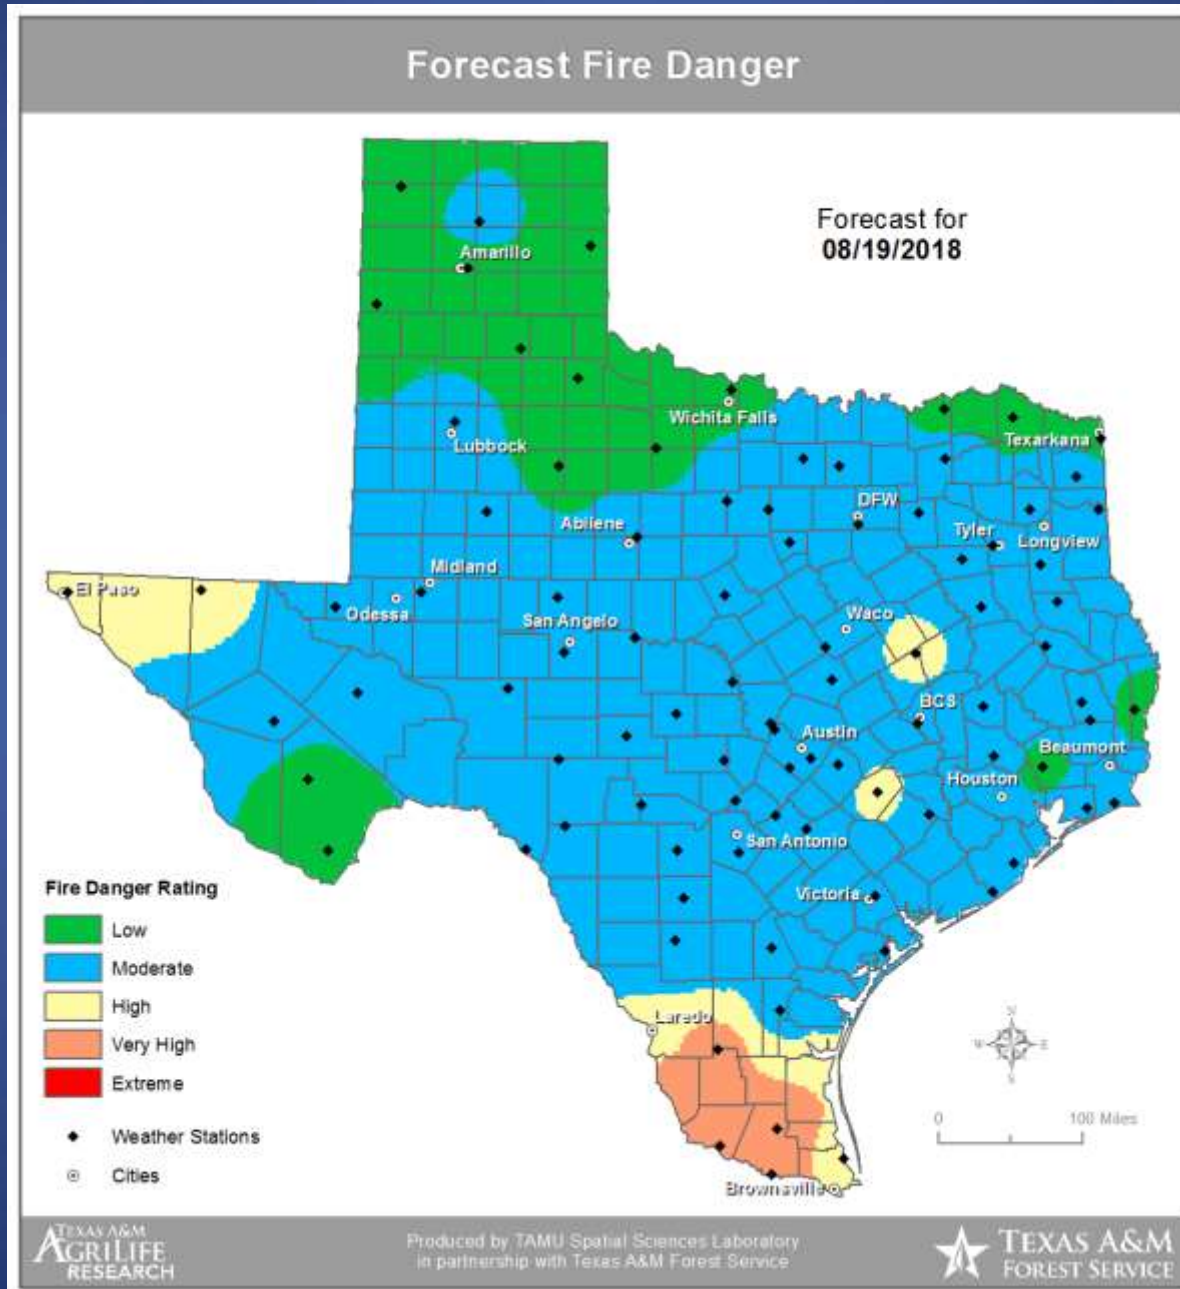 Forecast Fire Danger
Forecast for
08/19/2018
Amarillo
Wichita Falls
Texarkana
Lubbock
DFW
Abilene
Tyler
Longview
Midland
El Paso
Odessa
San Angelo
Waco
BCS
Austin
Beaumont
Houston
San Antonio
Victoria
Fire Danger Rating
Low
Moderate
High
Very High
Extreme
Weather Stations
Cities
Laredo
N
W
E
S
0
100 Miles
Brownsville
TEXAS A&M
AGRILIFE
RESEARCH
Produced by TAMU Spatial Sciences Laboratory
in partnership with Texas A&M Forest Service
TEXAS A&M
FOREST SERVICE